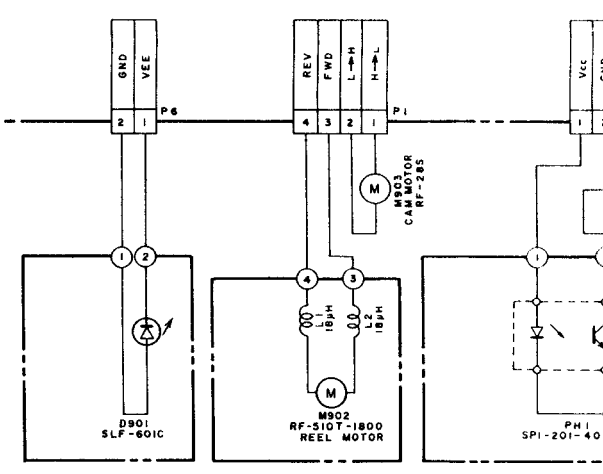 GND
VEE
REV
FWD
L→H
H→L
Vcc
P6
P1
2
1
4
3
2
1
1
M
M903
CAM MOTOR
RF-28S
1
2
4
3
1
L1
18μH
L2
18μH
M
D901
SLF-601C
M902
RF-510T-1800
REEL MOTOR
PH1
SPI-201-40